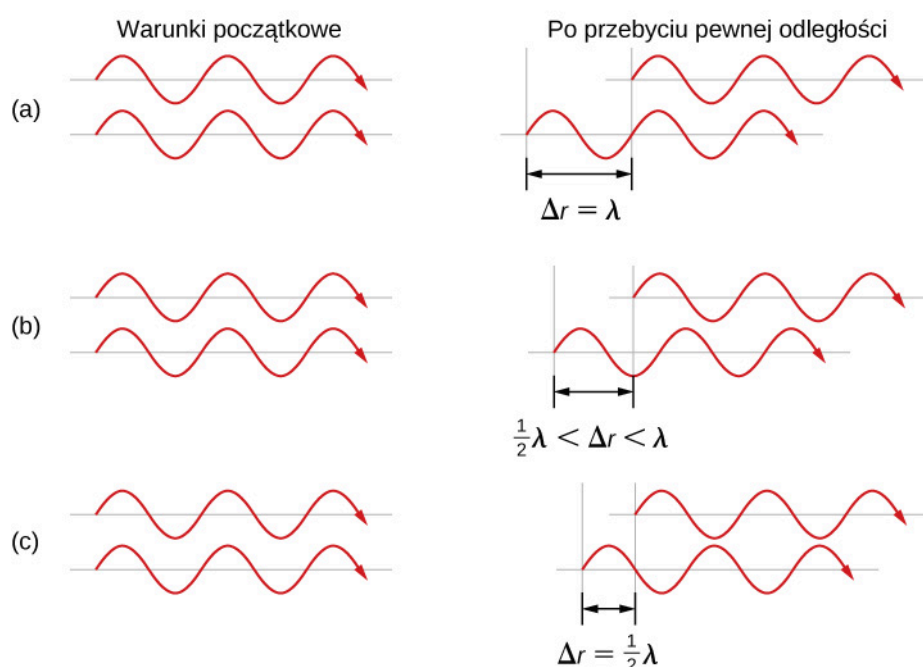 Warunki początkowe
Po przebyciu pewnej odległości
(a)
Δr = λ
(b)
½λ < Δr < λ
(c)
Δr = ½λ